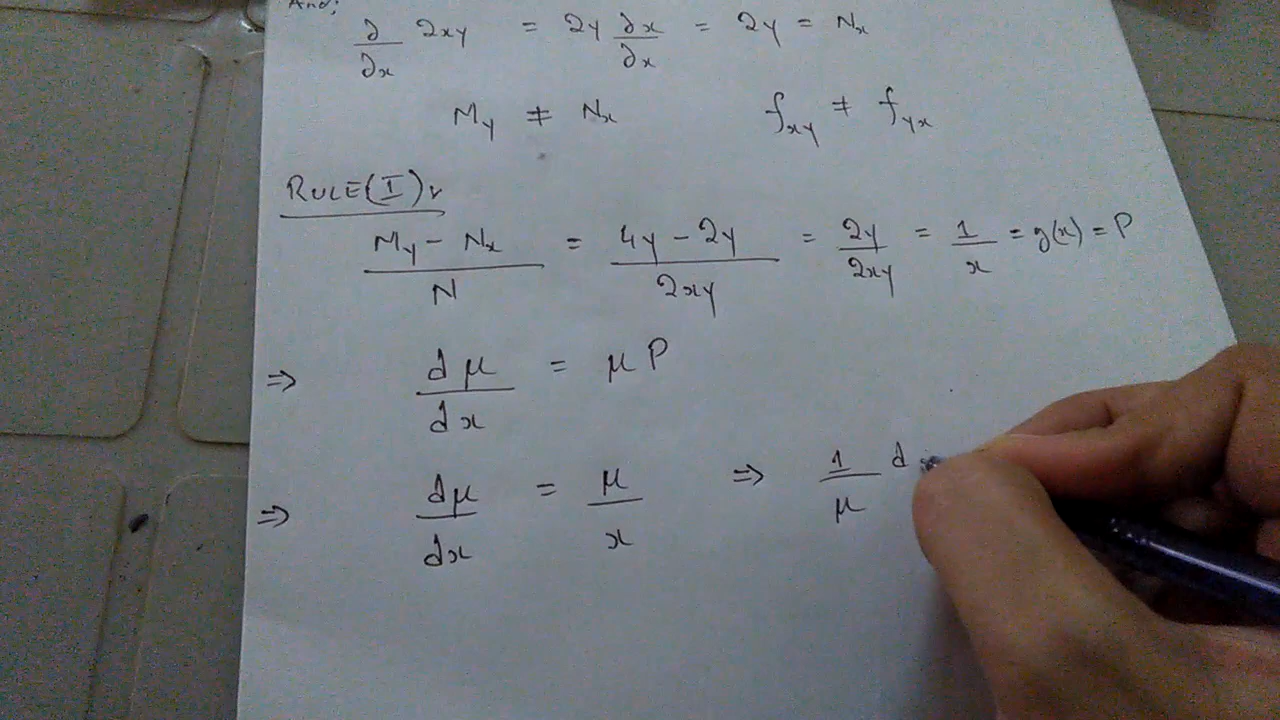 And;
∂/∂x 2xy = 2y ∂x/∂x = 2y = Nx
My ≠ Nx fxy ≠ fyx
RULE(I):
My - Nx / N = 4y - 2y / 2xy = 2y / 2xy = 1/x = g(x) = P
⇒ dμ/dx = μP
⇒ dμ/dx = μ/x ⇒ 1/μ d